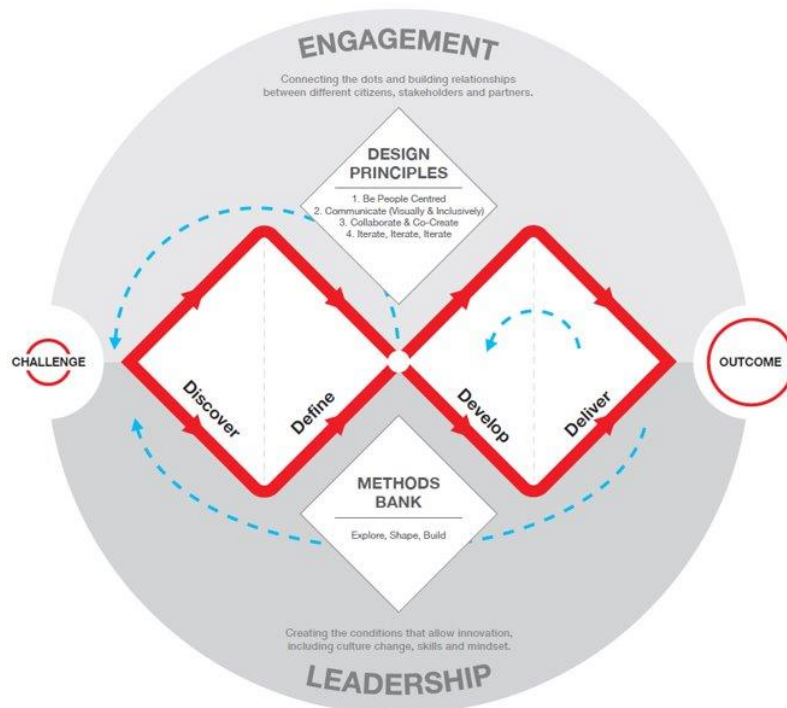 ENGAGEMENT
Connecting the dots and building relationships
between different citizens, stakeholders and partners.
DESIGN
PRINCIPLES
1. Be People Centred
2. Communicate (Visually & Inclusively)
3. Collaborate & Co-Create
4. Iterate, Iterate, Iterate
CHALLENGE
Discover
Define
Develop
Deliver
OUTCOME
METHODS
BANK
Explore, Shape, Build
Creating the conditions that allow innovation,
including culture change, skills and mindset.
LEADERSHIP